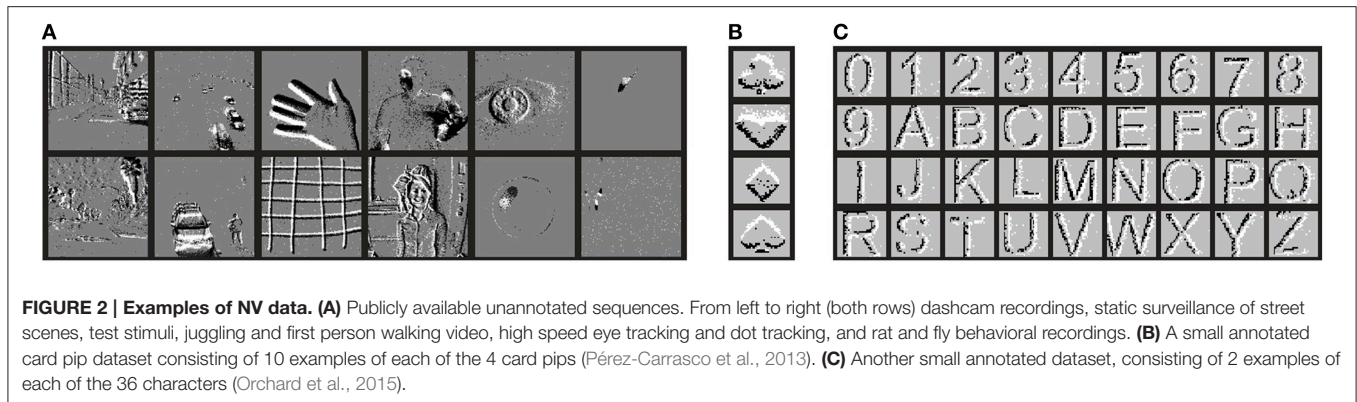 A B C
0 1 2 3 4 5 6 7 8
9 A B C D E F G H
I J K L M N O P Q
R S T U V W X Y Z
FIGURE 2 | Examples of NV data. (A) Publicly available unannotated sequences. From left to right (both rows) dashcam recordings, static surveillance of street
scenes, test stimuli, juggling and first person walking video, high speed eye tracking and dot tracking, and rat and fly behavioral recordings. (B) A small annotated
card pip dataset consisting of 10 examples of each of the 4 card pips (Pérez-Carrasco et al., 2013). (C) Another small annotated dataset, consisting of 2 examples of
each of the 36 characters (Orchard et al., 2015).